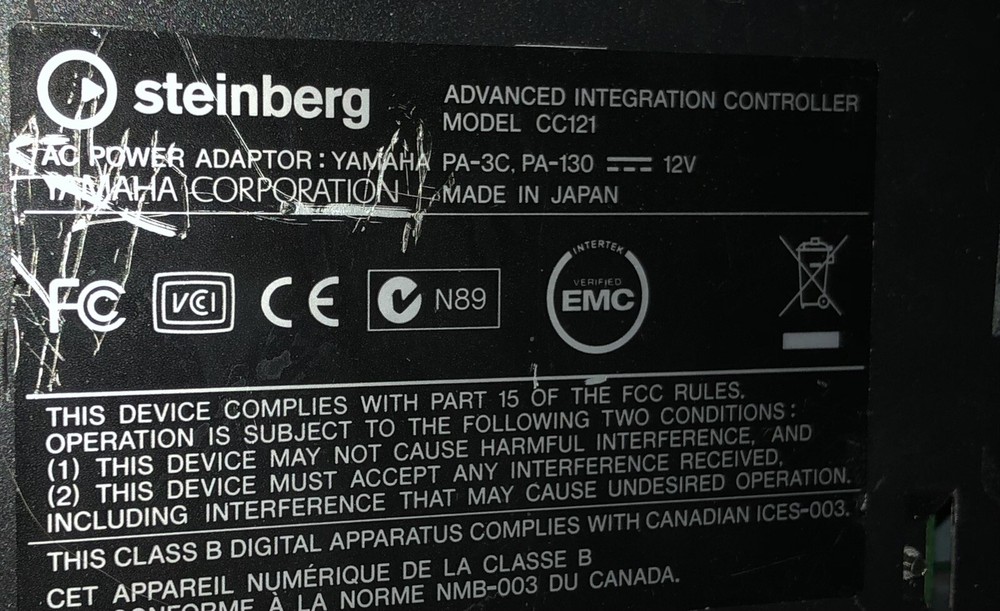 steinberg
ADVANCED INTEGRATION CONTROLLER
MODEL CC121
AC POWER ADAPTOR : YAMAHA PA-3C, PA-130 12V
YAMAHA CORPORATION MADE IN JAPAN
FC VCI CE N89 INTERTEK VERIFIED EMC
THIS DEVICE COMPLIES WITH PART 15 OF THE FCC RULES.
OPERATION IS SUBJECT TO THE FOLLOWING TWO CONDITIONS :
(1) THIS DEVICE MAY NOT CAUSE HARMFUL INTERFERENCE, AND
(2) THIS DEVICE MUST ACCEPT ANY INTERFERENCE RECEIVED,
INCLUDING INTERFERENCE THAT MAY CAUSE UNDESIRED OPERATION.
THIS CLASS B DIGITAL APPARATUS COMPLIES WITH CANADIAN ICES-003.
CET APPAREIL NUMÉRIQUE DE LA CLASSE B
CONFORME À LA NORME NMB-003 DU CANADA.